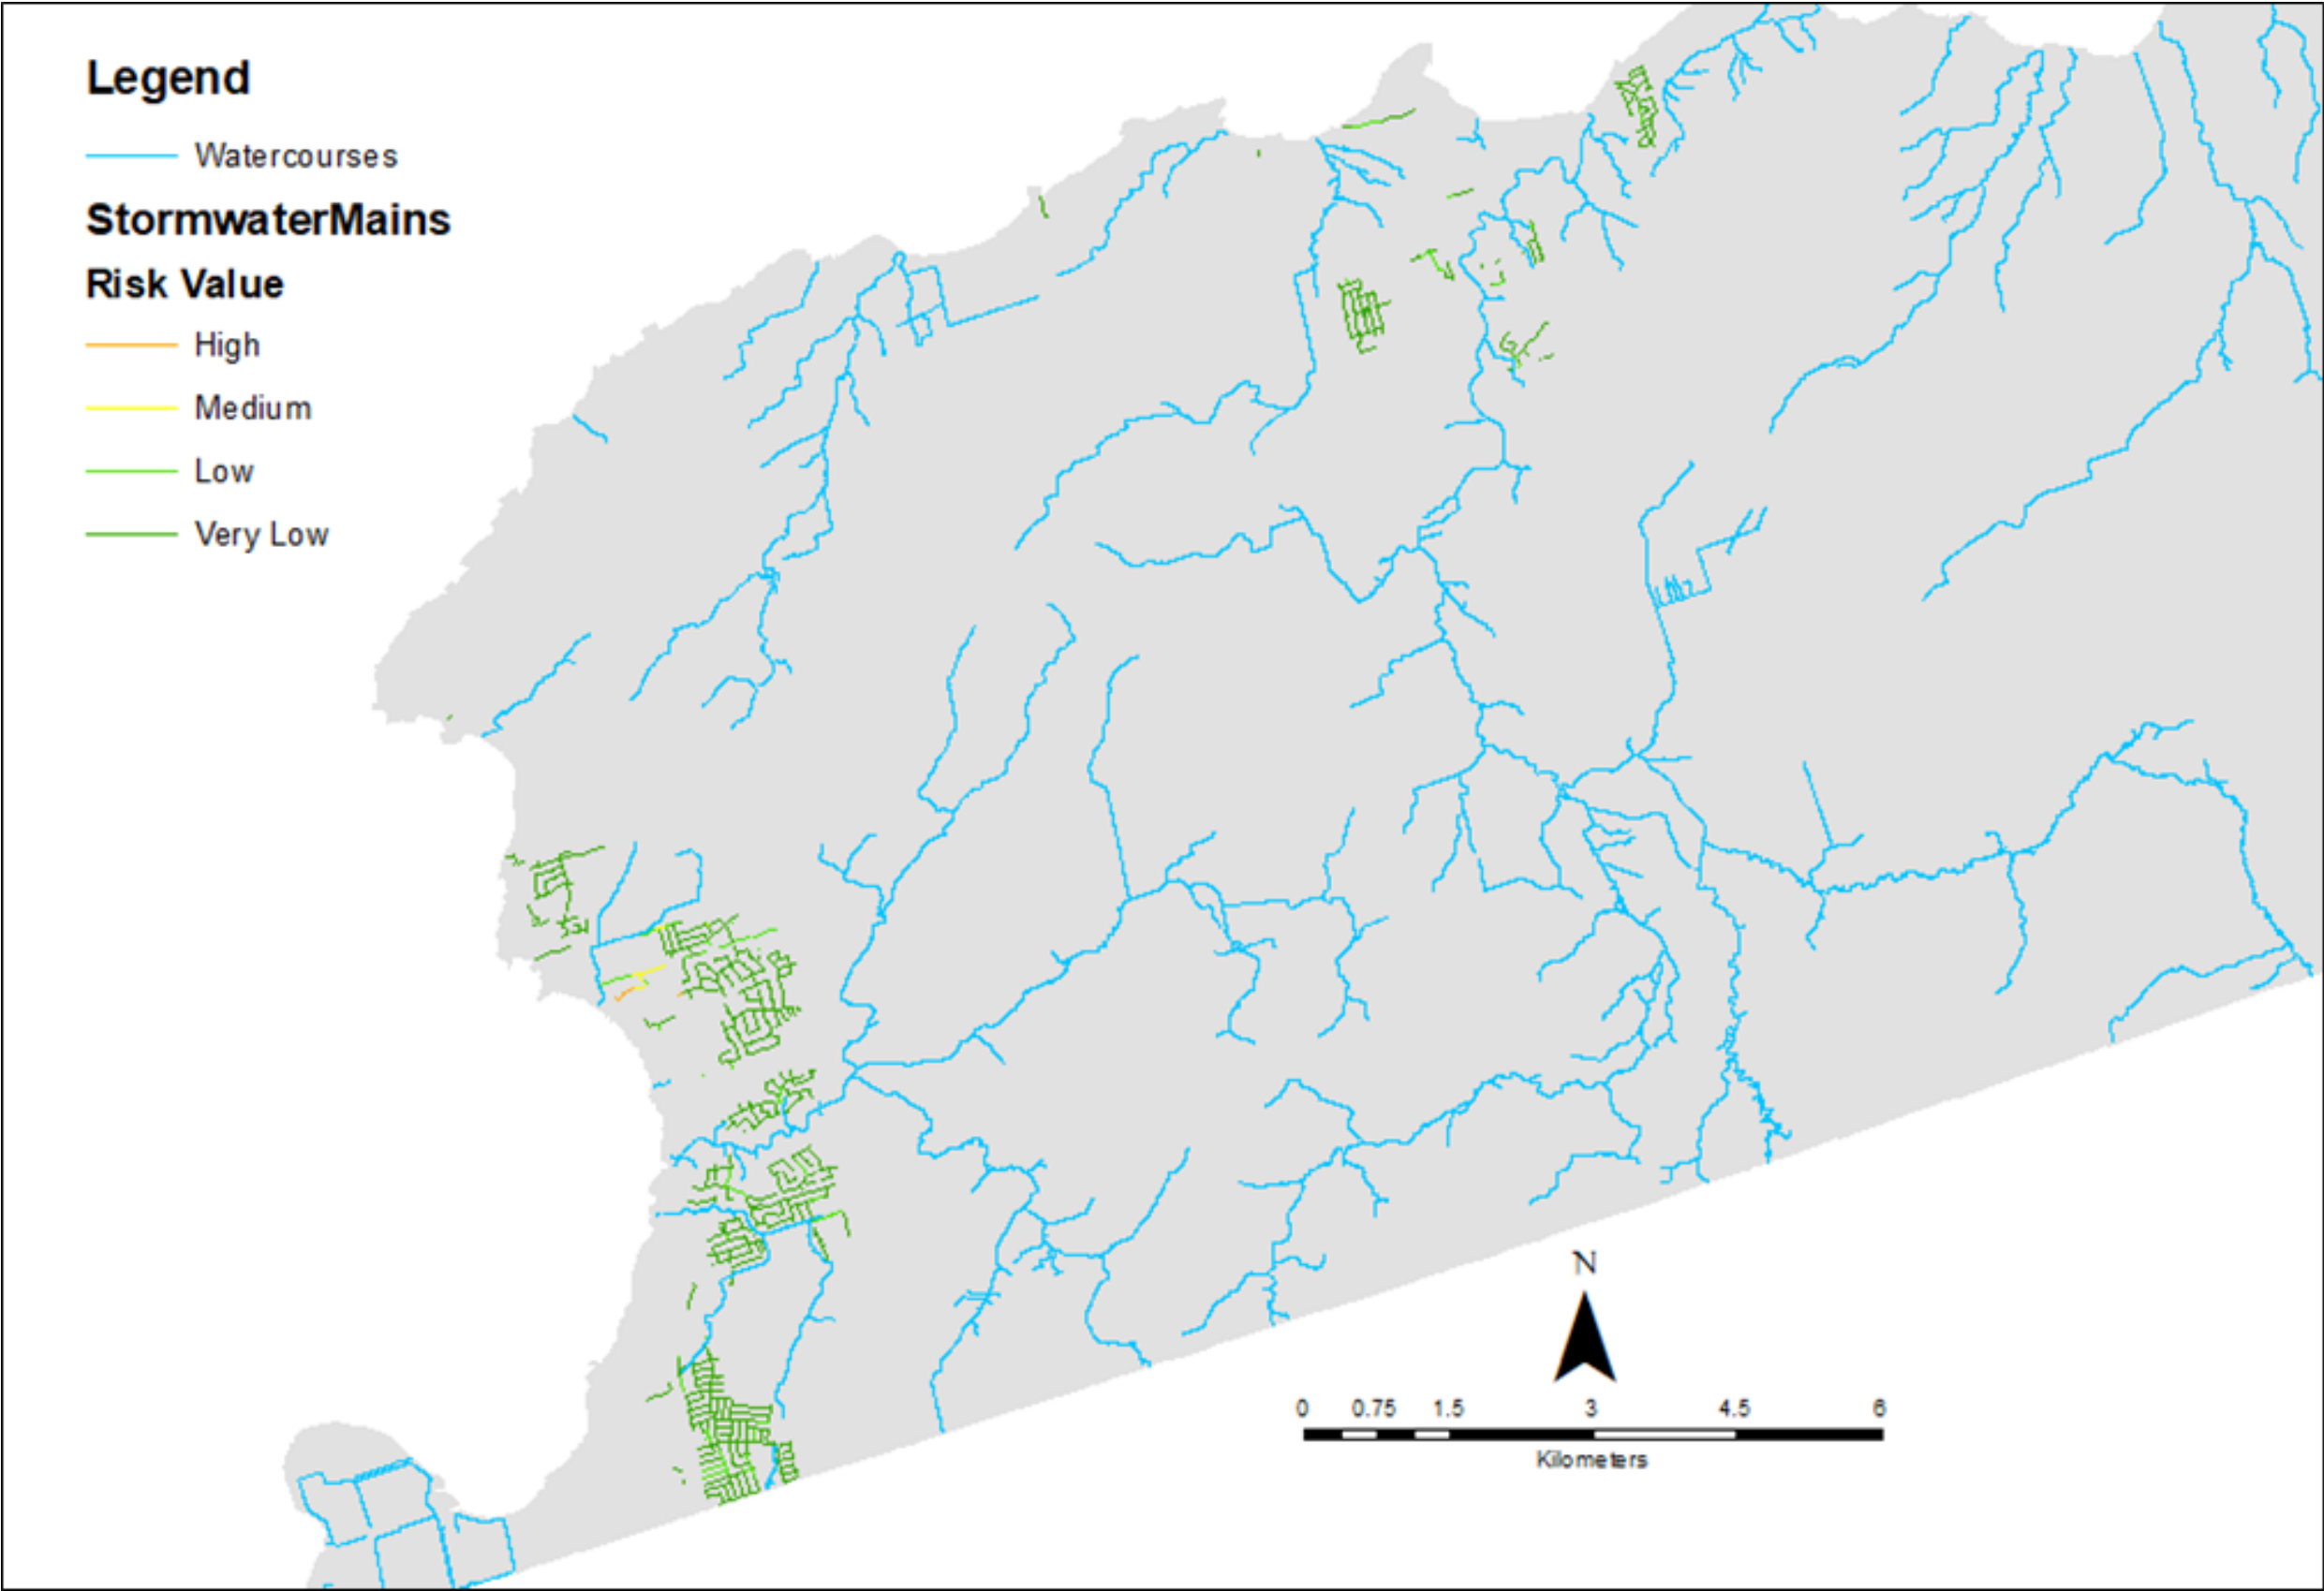 Legend
Watercourses
StormwaterMains
Risk Value
High
Medium
Low
Very Low
N
0 0.75 1.5 3 4.5 6
Kilometers